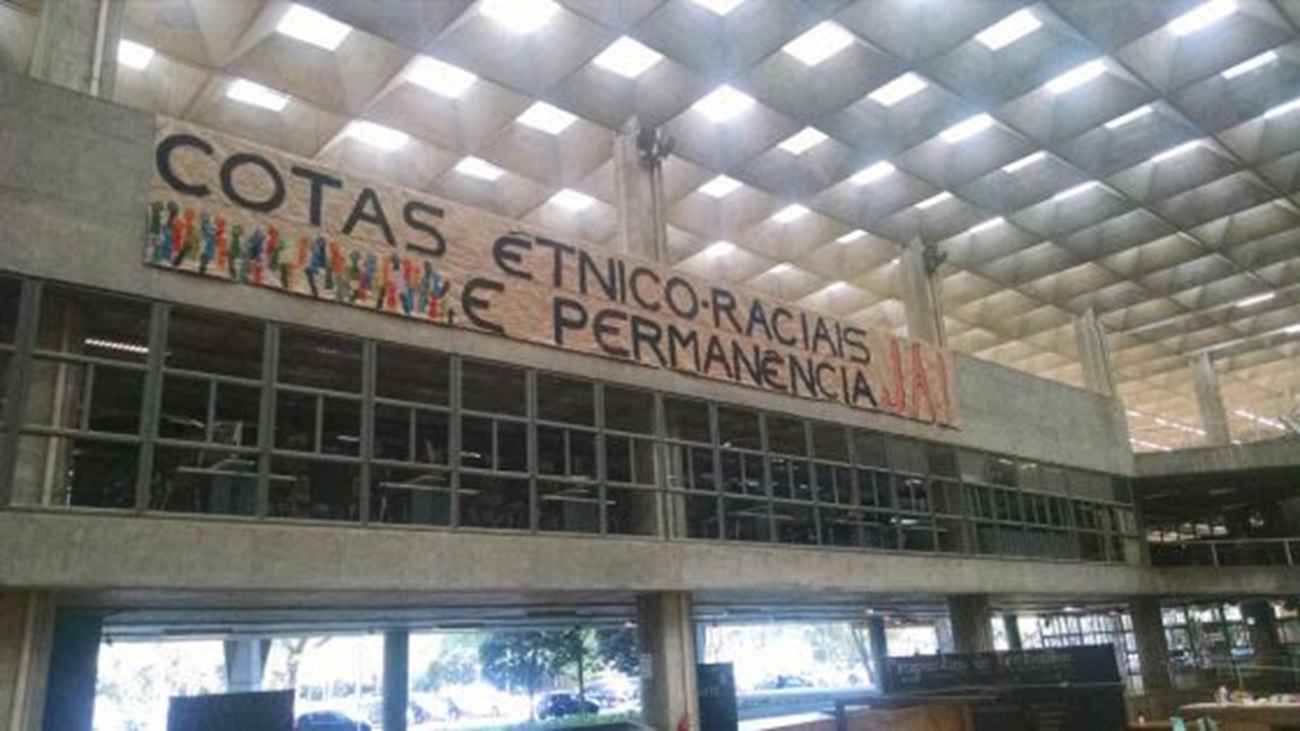 COTAS ÉTNICO-RACIAIS
E PERMANÊNCIA JÁ!